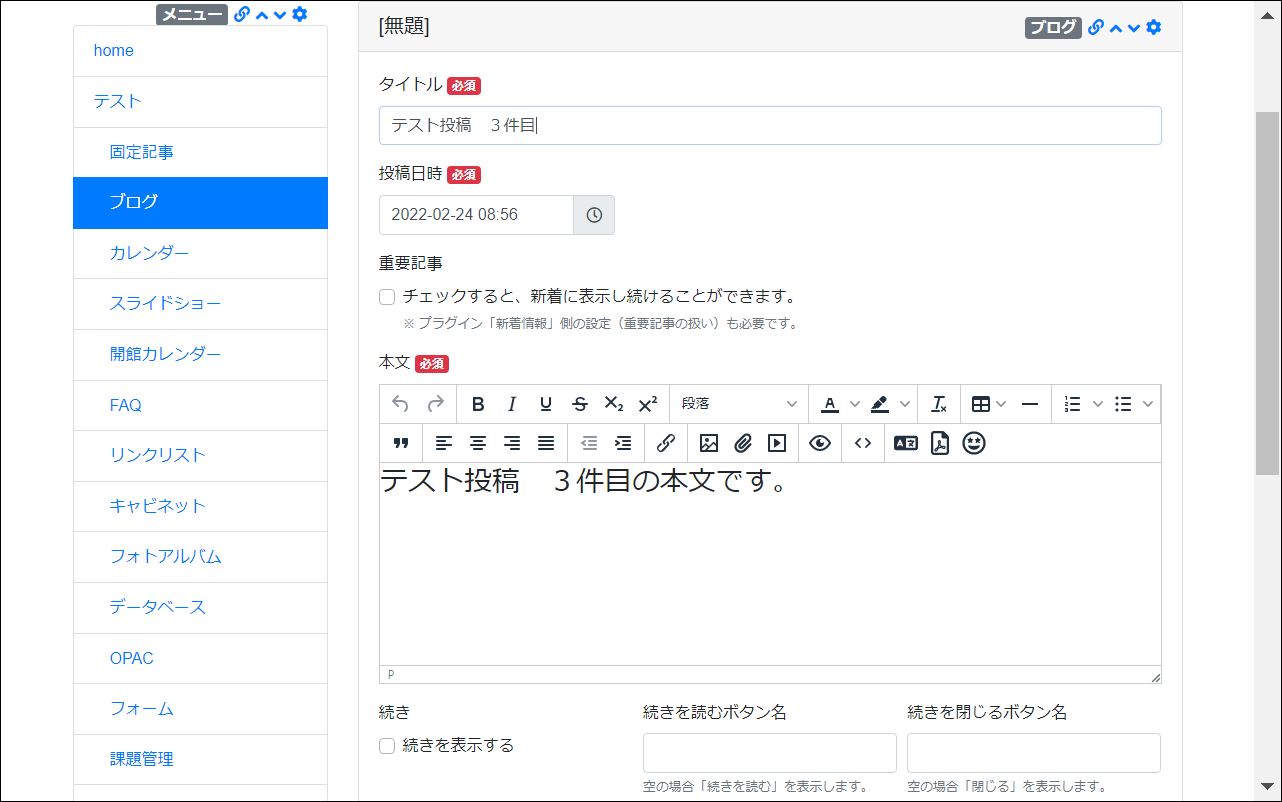 メニュー
home
テスト
固定記事
ブログ
カレンダー
スライドショー
開館カレンダー
FAQ
リンクリスト
キャビネット
フォトアルバム
データベース
OPAC
フォーム
課題管理
[無題]
ブログ
タイトル 必須
テスト投稿　３件目
投稿日時 必須
2022-02-24 08:56
重要記事
チェックすると、新着に表示し続けることができます。
※ プラグイン「新着情報」側の設定（重要記事の扱い）も必要です。
本文 必須
段落
テスト投稿　３件目の本文です。
P
続き
続きを表示する
続きを読むボタン名
空の場合「続きを読む」を表示します。
続きを閉じるボタン名
空の場合「閉じる」を表示します。